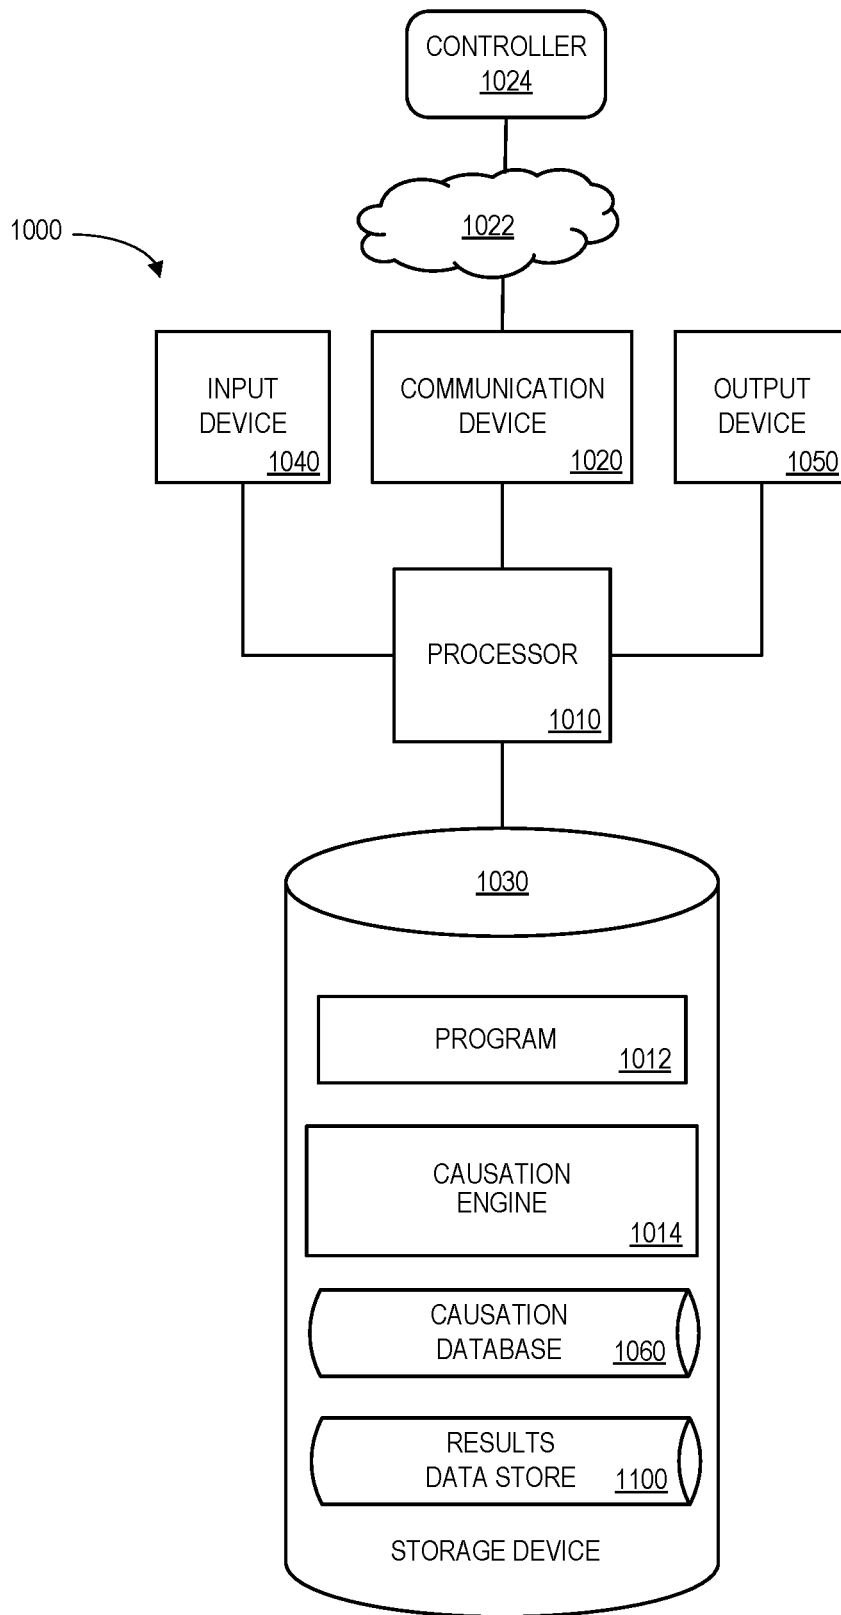 CONTROLLER
1024
1022
1000
INPUT
DEVICE
1040
COMMUNICATION
DEVICE
1020
OUTPUT
DEVICE
1050
PROCESSOR
1010
1030
PROGRAM
1012
CAUSATION
ENGINE
1014
CAUSATION
DATABASE
1060
RESULTS
DATA STORE
1100
STORAGE DEVICE